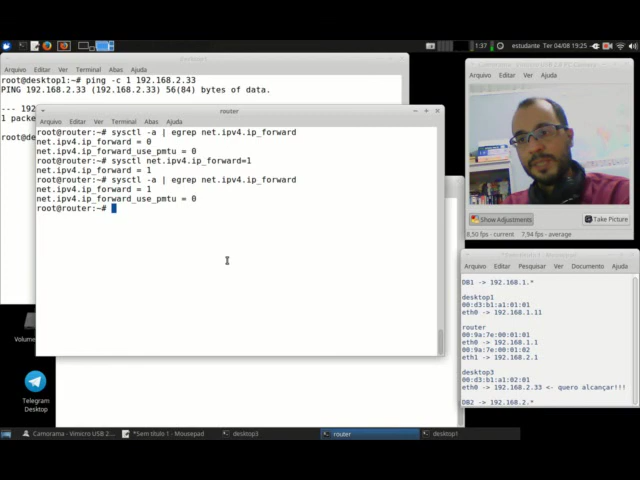 1:37
estudante Ter 04/08 19:25
Arquivo Editar Ver Terminal Abas Ajuda
root@desktop1:~# ping -c 1 192.168.2.33
PING 192.168.2.33 (192.168.2.33) 56(84) bytes of data.
--- 192
1 packe
root@de
router
Arquivo Editar Ver Terminal Abas Ajuda
root@router:~# sysctl -a | egrep net.ipv4.ip_forward
net.ipv4.ip_forward = 0
net.ipv4.ip_forward_use_pmtu = 0
root@router:~# sysctl net.ipv4.ip_forward=1
net.ipv4.ip_forward = 1
root@router:~# sysctl -a | egrep net.ipv4.ip_forward
net.ipv4.ip_forward = 1
net.ipv4.ip_forward_use_pmtu = 0
root@router:~#
Arquivo Editar Ver Ajuda
Show Adjustments
Take Picture
8,50 fps - current 7,94 fps - average
Arquivo Editar Pesquisar Ver Documento Ajuda
DB1 -> 192.168.1.*
desktop1
00:d3:b1:a1:01:01
eth0 -> 192.168.1.11
router
00:9a:7e:00:01:01
eth0 -> 192.168.1.1
00:9a:7e:00:01:02
eth1 -> 192.168.2.1
desktop3
00:d3:b1:a1:02:01
eth0 -> 192.168.2.33 <- quero alcançar!!!
DB2 -> 192.168.2.*
Volume
Telegram
Desktop
Camorama - Vimicro USB 2....
*Sem título 1 - Mousepad
desktop3
router
desktop1